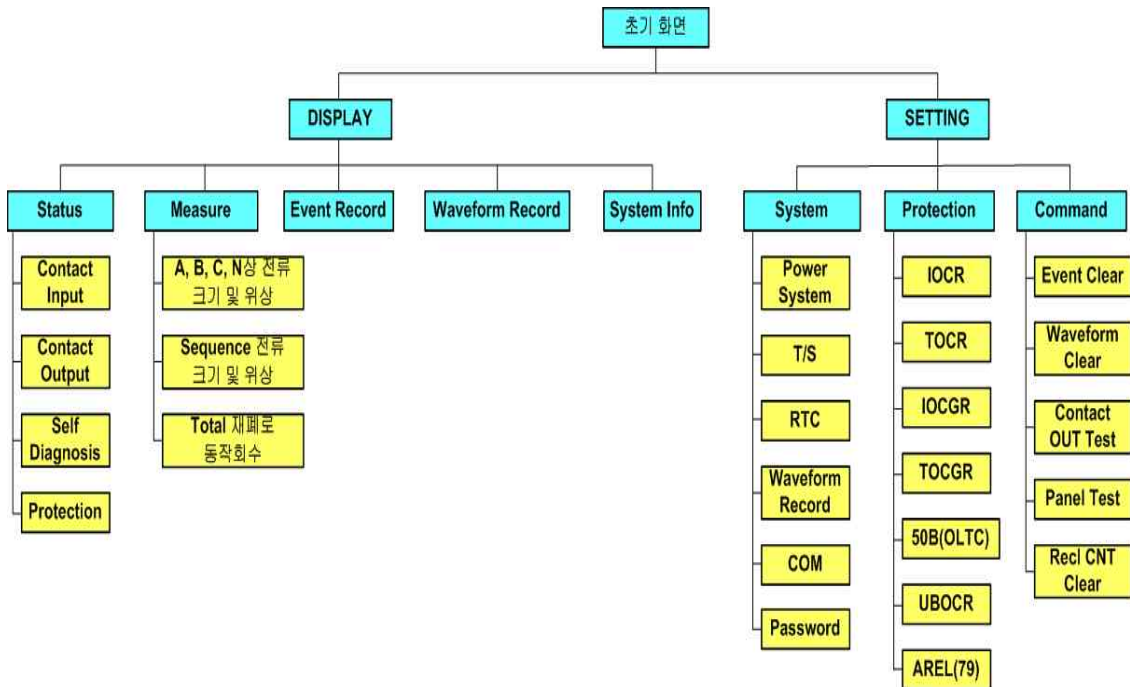 초기 화면
DISPLAY
SETTING
Status
Measure
Event Record
Waveform Record
System Info
System
Protection
Command
Contact
Input
Contact
Output
Self
Diagnosis
Protection
A, B, C, N상 전류
크기 및 위상
Sequence 전류
크기 및 위상
Total 재폐로
동작회수
Power
System
T/S
RTC
Waveform
Record
COM
Password
IOCR
TOCR
IOCGR
TOCGR
50B(OLTC)
UBOCR
AREL(79)
Event Clear
Waveform
Clear
Contact
OUT Test
Panel Test
Recl CNT
Clear